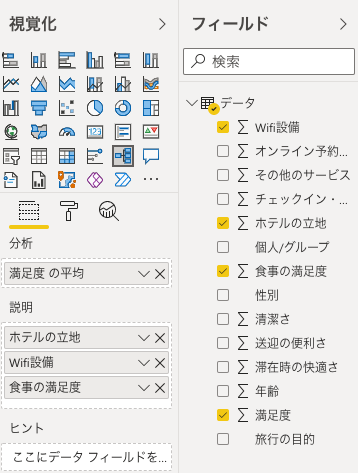 視覚化
フィールド
検索
123
分析
満足度 の平均
説明
ホテルの立地
Wifi設備
食事の満足度
ヒント
ここにデータ フィールドを...
データ
Wifi設備
オンライン予約...
その他のサービス
チェックイン・...
ホテルの立地
個人/グループ
食事の満足度
性別
清潔さ
送迎の便利さ
滞在時の快適さ
年齢
満足度
旅行の目的